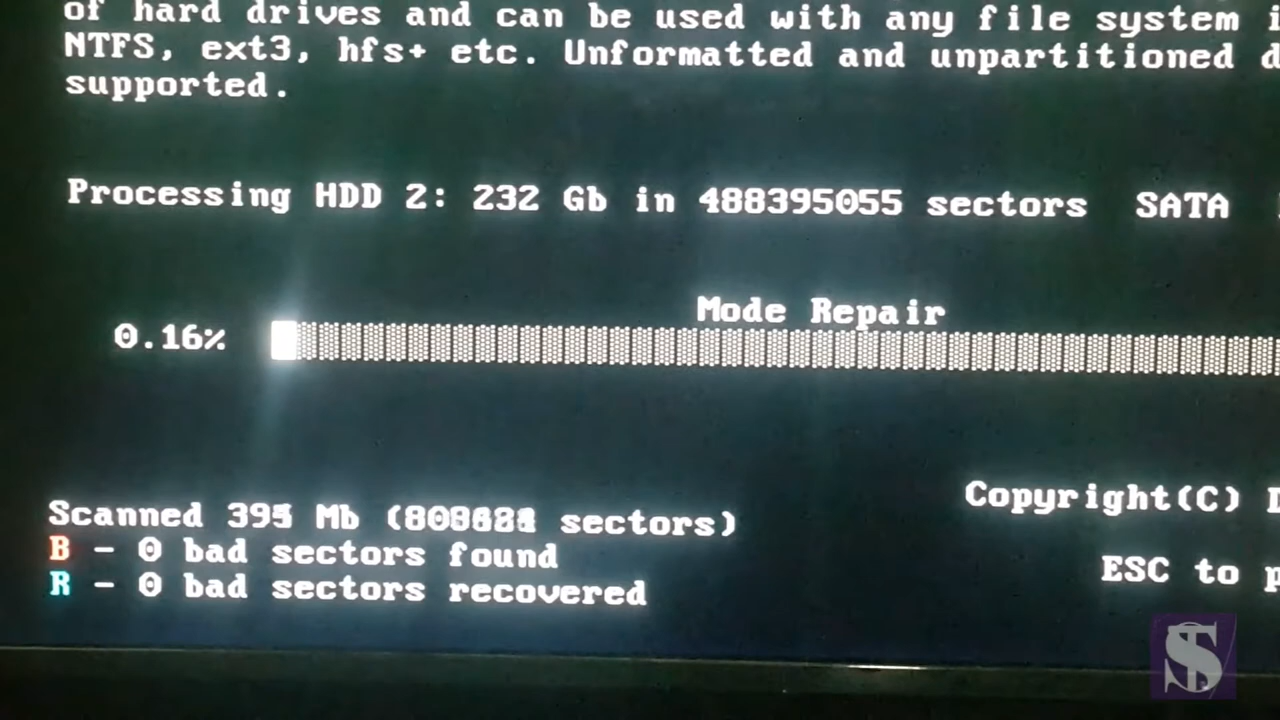 of hard drives and can be used with any file system
NTFS, ext3, hfs+ etc. Unformatted and unpartitioned
supported.
Processing HDD 2: 232 Gb in 488395055 sectors SATA
Mode Repair
0.16%
Scanned Mb ( sectors)
Copyright(C)
B - 0 bad sectors found
ESC to
R - 0 bad sectors recovered